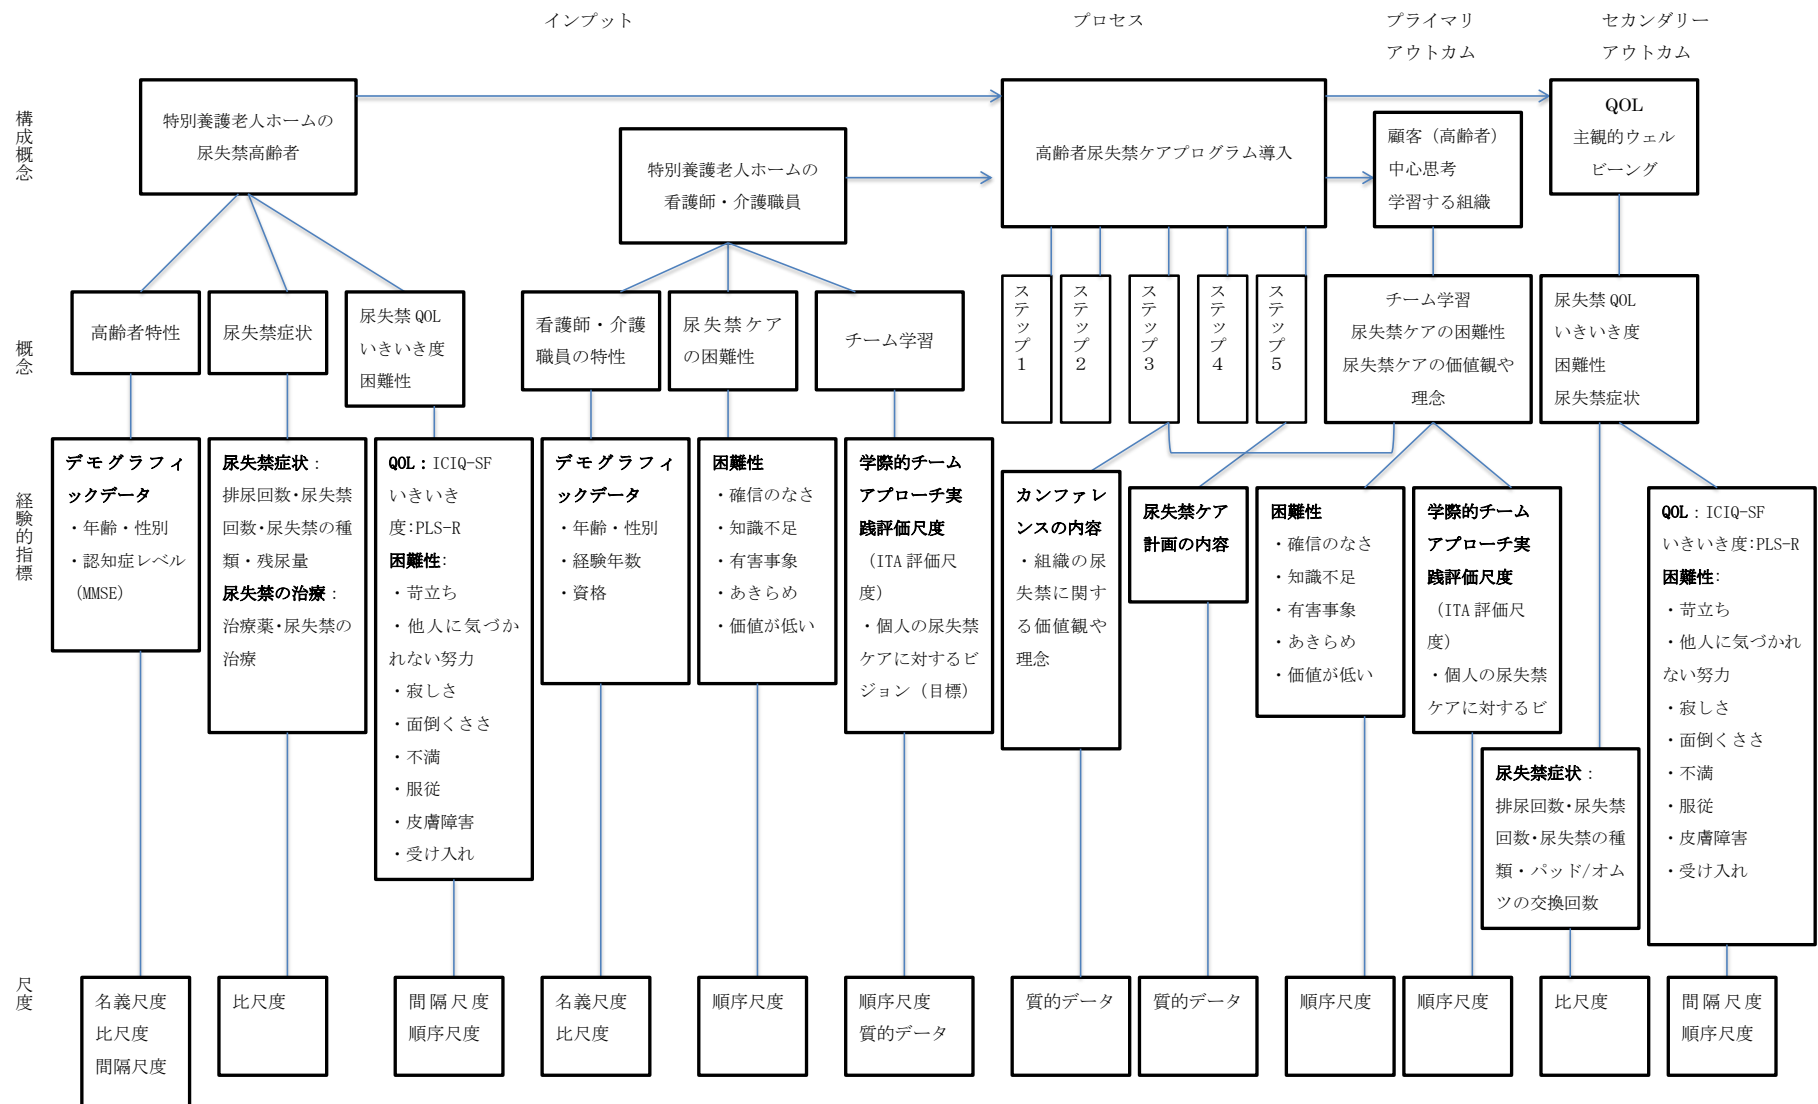 インプット
プロセス
プライマリ
アウトカム
セカンダリー
アウトカム
構成概念
特別養護老人ホームの
尿失禁高齢者
特別養護老人ホームの
看護師・介護職員
高齢者尿失禁ケアプログラム導入
顧客（高齢者）
中心思考
学習する組織
QOL
主観的ウェル
ビーング
概念
高齢者特性
尿失禁症状
尿失禁 QOL
いきいき度
困難性
看護師・介護
職員の特性
尿失禁ケア
の困難性
チーム学習
ステップ1
ステップ2
ステップ3
ステップ4
ステップ5
チーム学習
尿失禁ケアの困難性
尿失禁ケアの価値観や
理念
尿失禁 QOL
いきいき度
困難性
尿失禁症状
経験的指標
デモグラフィ
ックデータ
・年齢・性別
・認知症レベル
（MMSE）
尿失禁症状：
排尿回数・尿失禁
回数・尿失禁の種
類・残尿量
尿失禁の治療：
治療薬・尿失禁の
治療
QOL：ICIQ-SF
いきいき
度:PLS-R
困難性:
・苛立ち
・他人に気づか
れない努力
・寂しさ
・面倒くささ
・不満
・服従
・皮膚障害
・受け入れ
デモグラフィ
ックデータ
・年齢・性別
・経験年数
・資格
困難性
・確信のなさ
・知識不足
・有害事象
・あきらめ
・価値が低い
学際的チーム
アプローチ実
践評価尺度
（ITA 評価尺
度）
・個人の尿失禁
ケアに対するビ
ジョン（目標）
カンファレ
ンスの内容
・組織の尿
失禁に関す
る価値観や
理念
尿失禁ケア
計画の内容
困難性
・確信のなさ
・知識不足
・有害事象
・あきらめ
・価値が低い
学際的チーム
アプローチ実
践評価尺度
（ITA 評価尺
度）
・個人の尿失禁
ケアに対するビ
尿失禁症状：
排尿回数・尿失禁
回数・尿失禁の種
類・パッド/オム
ツの交換回数
QOL：ICIQ-SF
いきいき度:PLS-R
困難性:
・苛立ち
・他人に気づかれ
ない努力
・寂しさ
・面倒くささ
・不満
・服従
・皮膚障害
・受け入れ
尺度
名義尺度
比尺度
間隔尺度
比尺度
間隔尺度
順序尺度
名義尺度
比尺度
順序尺度
順序尺度
質的データ
質的データ
質的データ
順序尺度
順序尺度
比尺度
間隔尺度
順序尺度